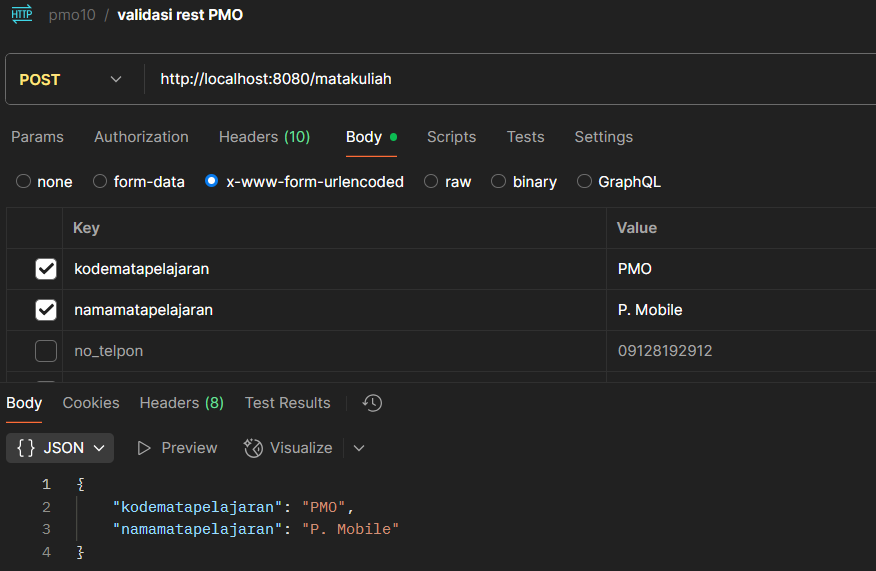 HTTP pmo10 / validasi rest PMO
POST http://localhost:8080/matakuliah
Params Authorization Headers (10) Body Scripts Tests Settings
none form-data x-www-form-urlencoded raw binary GraphQL
Key Value
kodematapelajaran PMO
namamatapelajaran P. Mobile
no_telpon 09128192912
Body Cookies Headers (8) Test Results
{} JSON Preview Visualize
1 {
2 "kodematapelajaran": "PMO",
3 "namamatapelajaran": "P. Mobile"
4 }